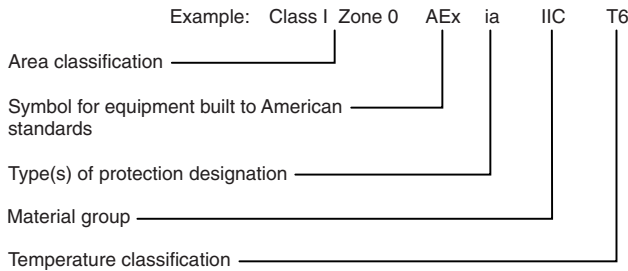 Example: Class I Zone 0 AEx ia IIC T6
Area classification
Symbol for equipment built to American
standards
Type(s) of protection designation
Material group
Temperature classification